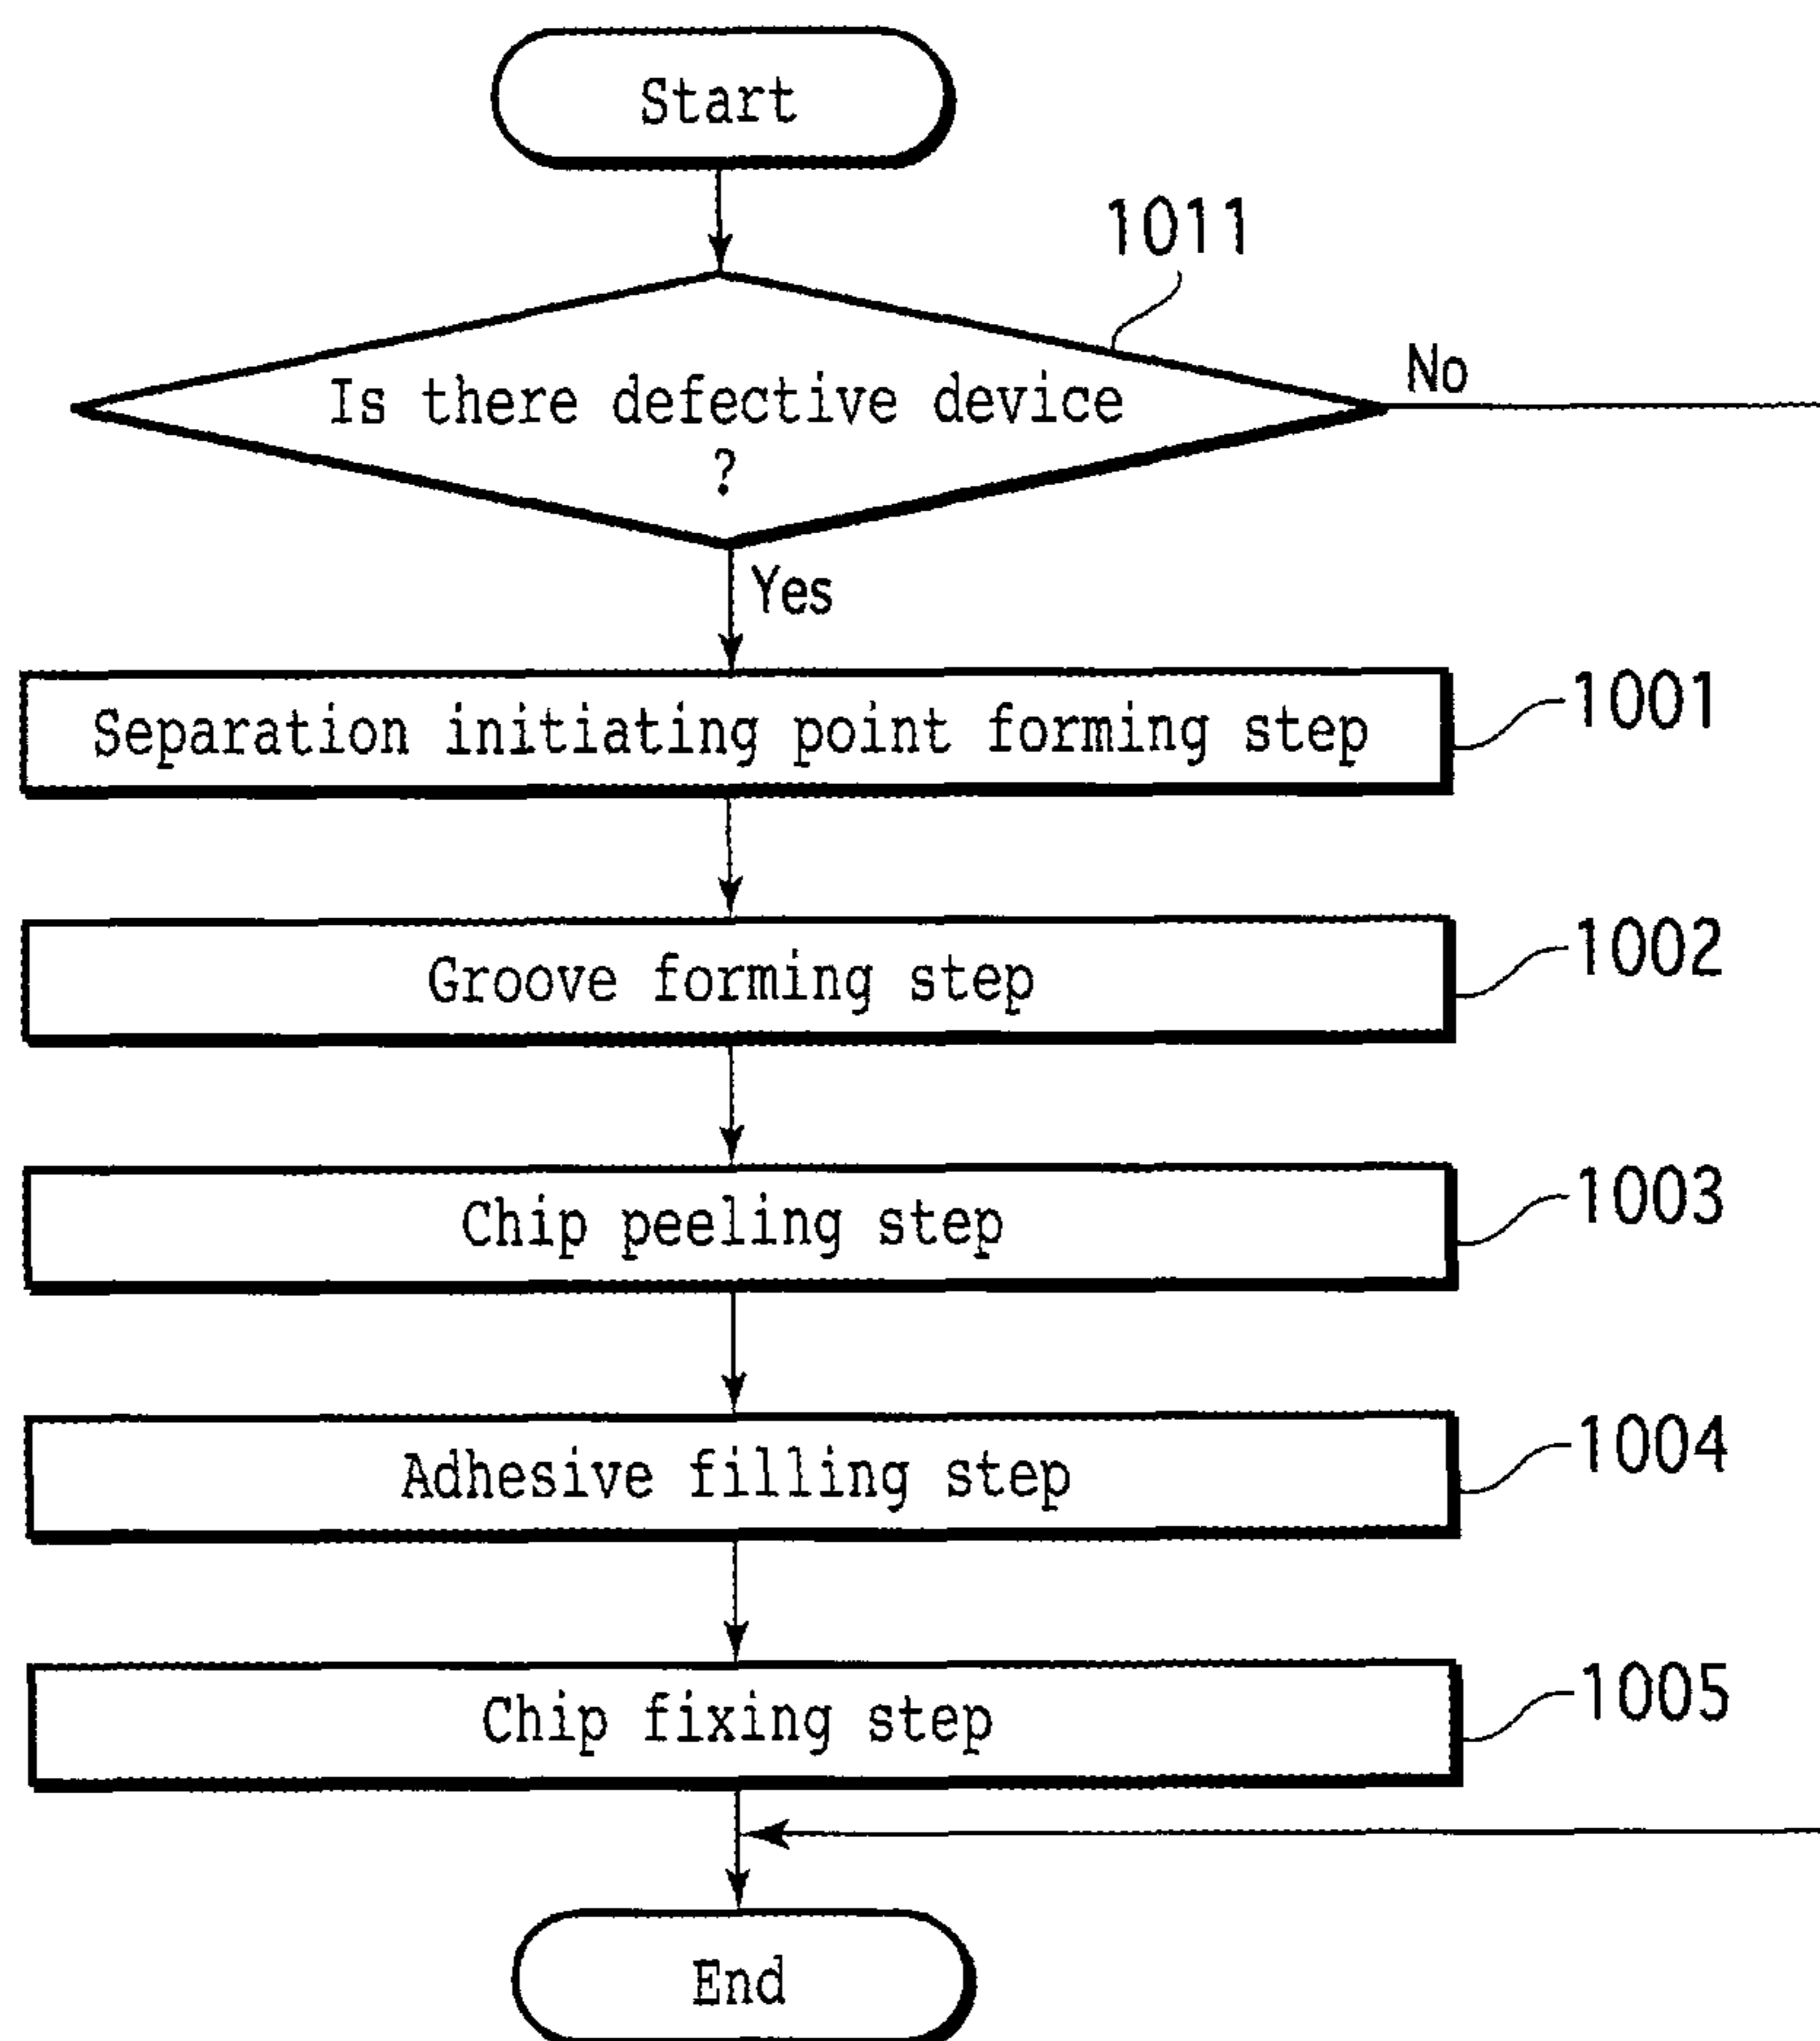 Start
1011
Is there defective device
?
No
Yes
Separation initiating point forming step
1001
Groove forming step
1002
Chip peeling step
1003
Adhesive filling step
1004
Chip fixing step
1005
End